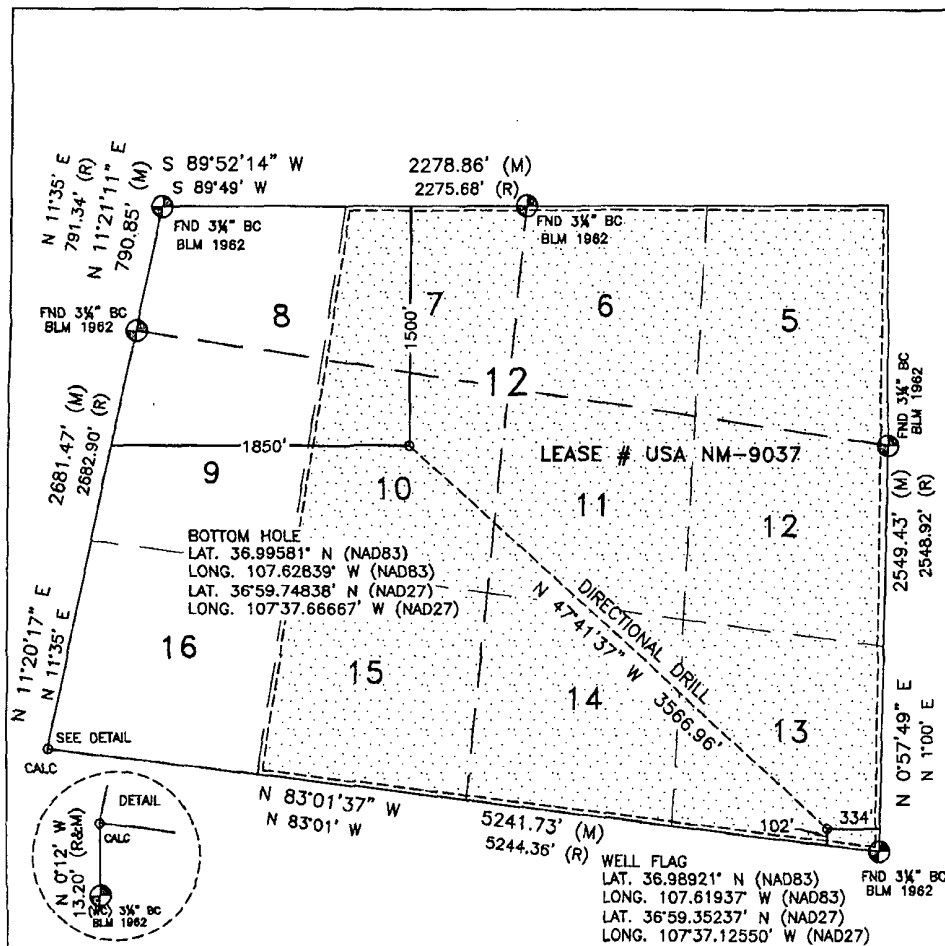 S 89°52'14" W
2278.86' (M)
S 89°49' W
2275.68' (R)
N 11°35' E
791.34' (R)
N 11°21'11" E
790.85' (M)
FND 3¼" BC
BLM 1962
FND 3¼" BC
BLM 1962
FND 3¼" BC
BLM 1962
8
7
6
5
1500'
12
FND 3¼" BC
BLM 1962
2681.47' (M)
2682.90' (R)
1850'
LEASE # USA NM-9037
9
10
11
12
2549.43' (M)
2548.92' (R)
BOTTOM HOLE
LAT. 36.99581° N (NAD83)
LONG. 107.62839° W (NAD83)
LAT. 36°59.74838' N (NAD27)
LONG. 107°37.66667' W (NAD27)
DIRECTIONAL DRILL
N 47°41'37" W 3566.96'
N 11°20'17" E
N 11°35' E
16
15
14
13
N 0°57'49" E
N 1°00' E
SEE DETAIL
CALC
DETAIL
CALC
N 0°12' W
13.20' (R&M)
(WC) 3¼" BC
BLM 1962
N 83°01'37" W
N 83°01' W
5241.73' (M)
5244.36' (R)
102'
334'
WELL FLAG
LAT. 36.98921° N (NAD83)
LONG. 107.61937° W (NAD83)
LAT. 36°59.35237' N (NAD27)
LONG. 107°37.12550' W (NAD27)
FND 3¼" BC
BLM 1962